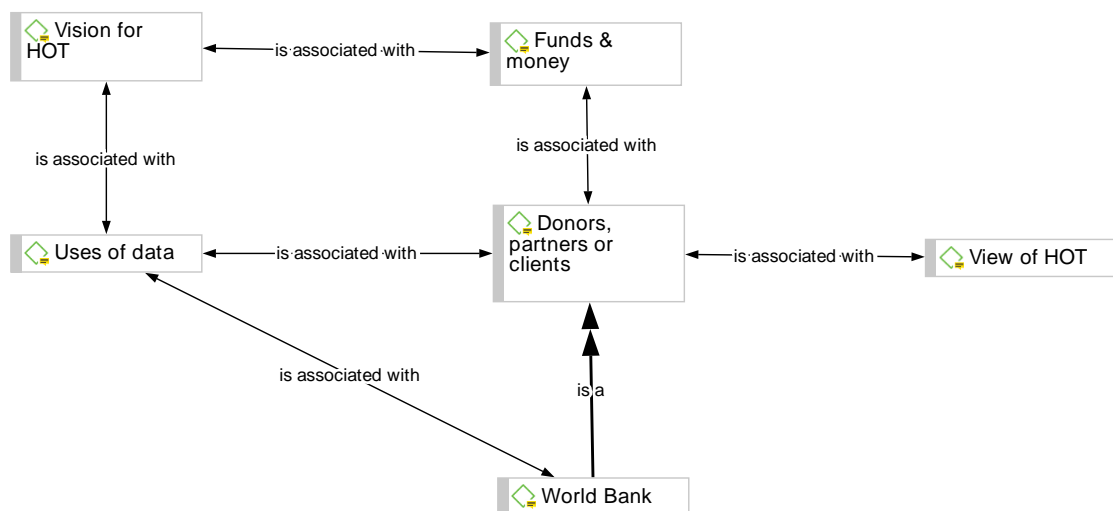 Vision for
HOT
is associated with
Funds &
money
is associated with
is associated with
Uses of data
is associated with
Donors,
partners or
clients
is associated with
View of HOT
is associated with
is a
World Bank